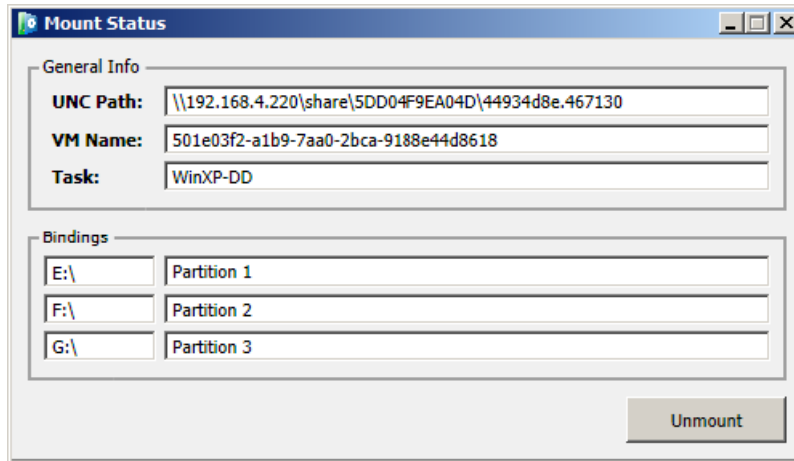 Mount Status
General Info
UNC Path: \\192.168.4.220\share\5DD04F9EA04D\44934d8e.467130
VM Name: 501e03f2-a1b9-7aa0-2bca-9188e44d8618
Task: WinXP-DD
Bindings
E:\ Partition 1
F:\ Partition 2
G:\ Partition 3
Unmount